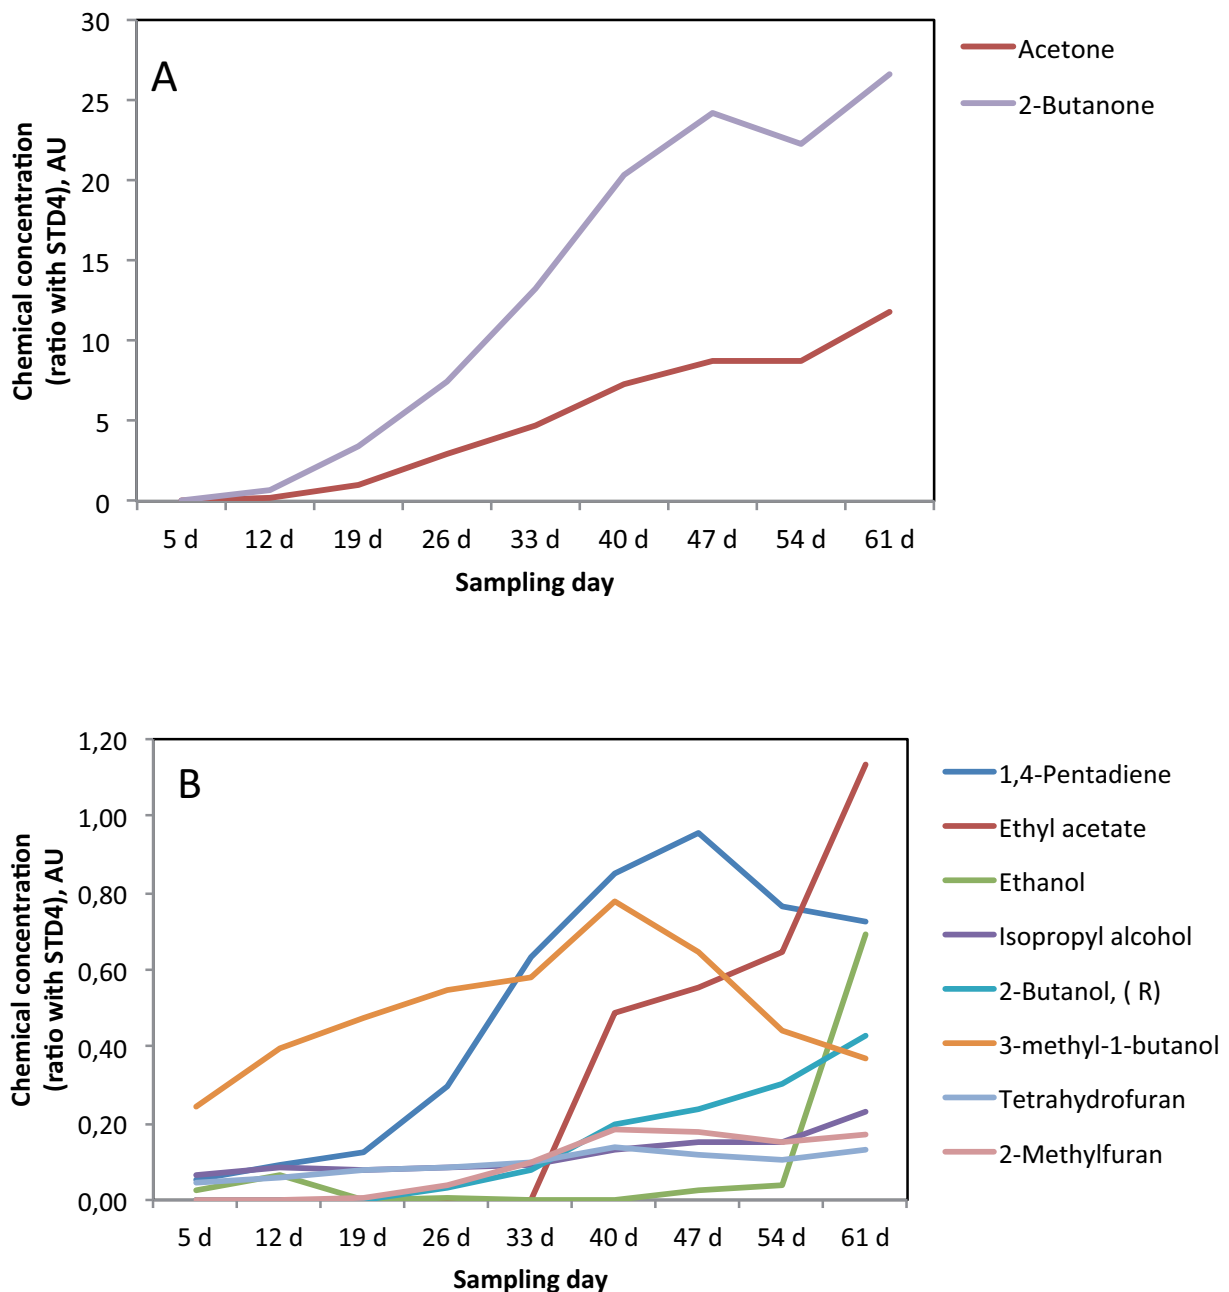 A
Acetone
2-Butanone
Chemical concentration
(ratio with STD4), AU
30
25
20
15
10
5
0
5 d 12 d 19 d 26 d 33 d 40 d 47 d 54 d 61 d
Sampling day
B
1,4-Pentadiene
Ethyl acetate
Ethanol
Isopropyl alcohol
2-Butanol, ( R)
3-methyl-1-butanol
Tetrahydrofuran
2-Methylfuran
Chemical concentration
(ratio with STD4), AU
1,20
1,00
0,80
0,60
0,40
0,20
0,00
5 d 12 d 19 d 26 d 33 d 40 d 47 d 54 d 61 d
Sampling day